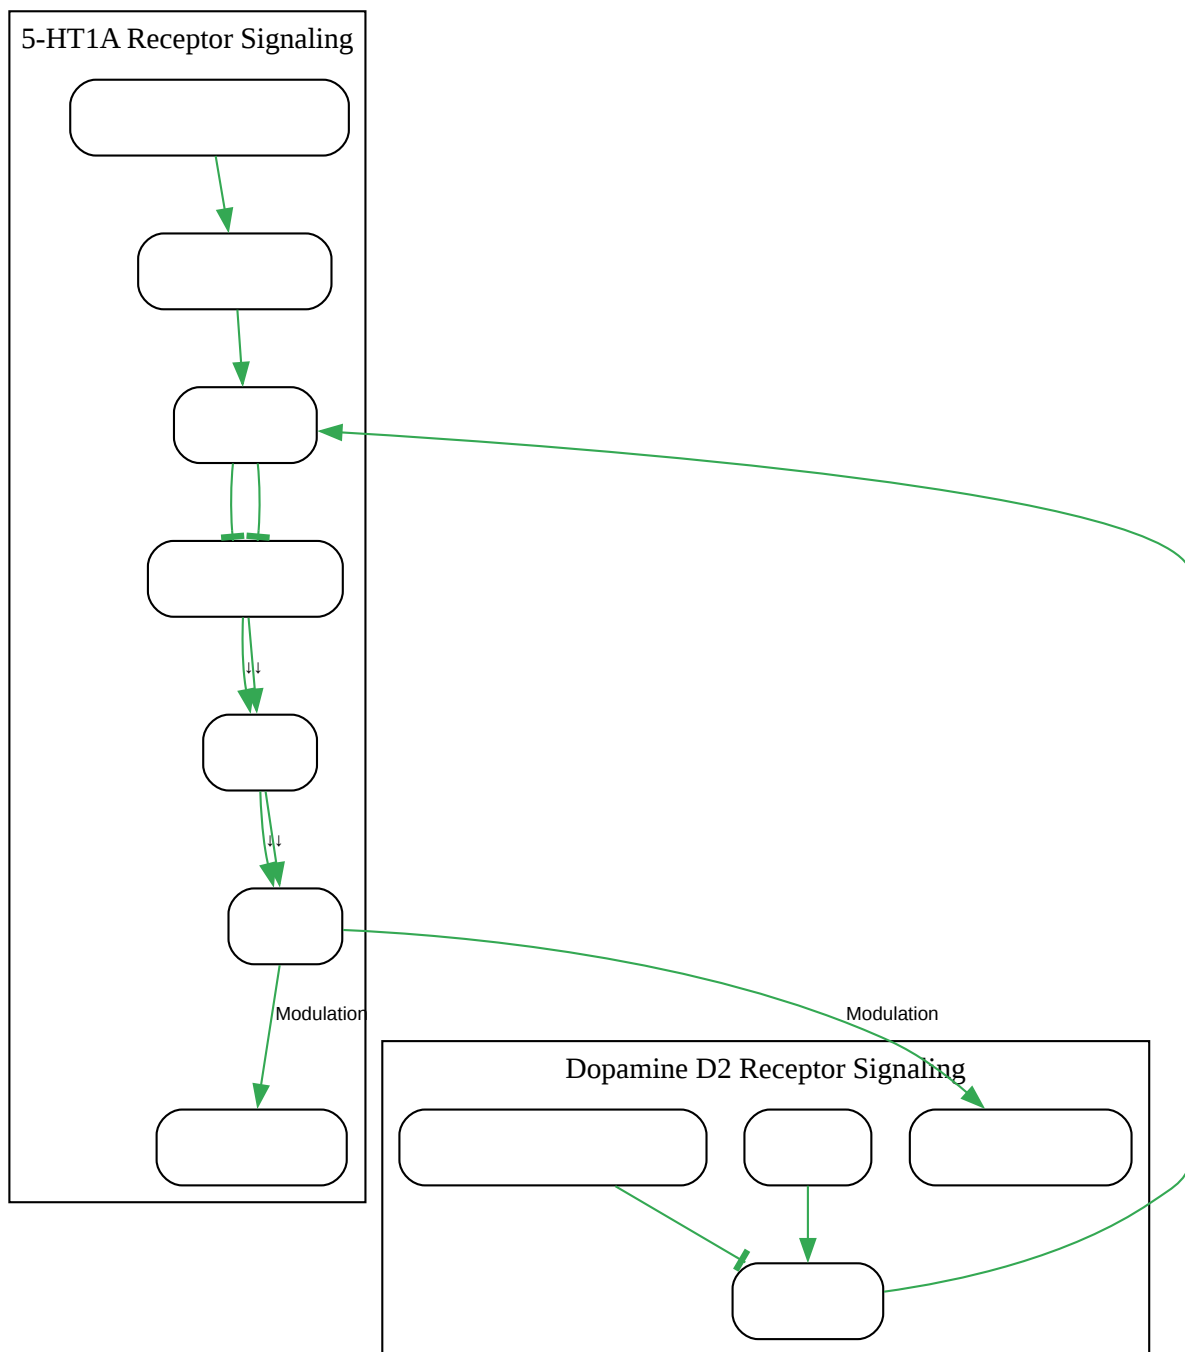 5-HT1A Receptor Signaling
↓↓
↓↓
Modulation
Modulation
Dopamine D2 Receptor Signaling